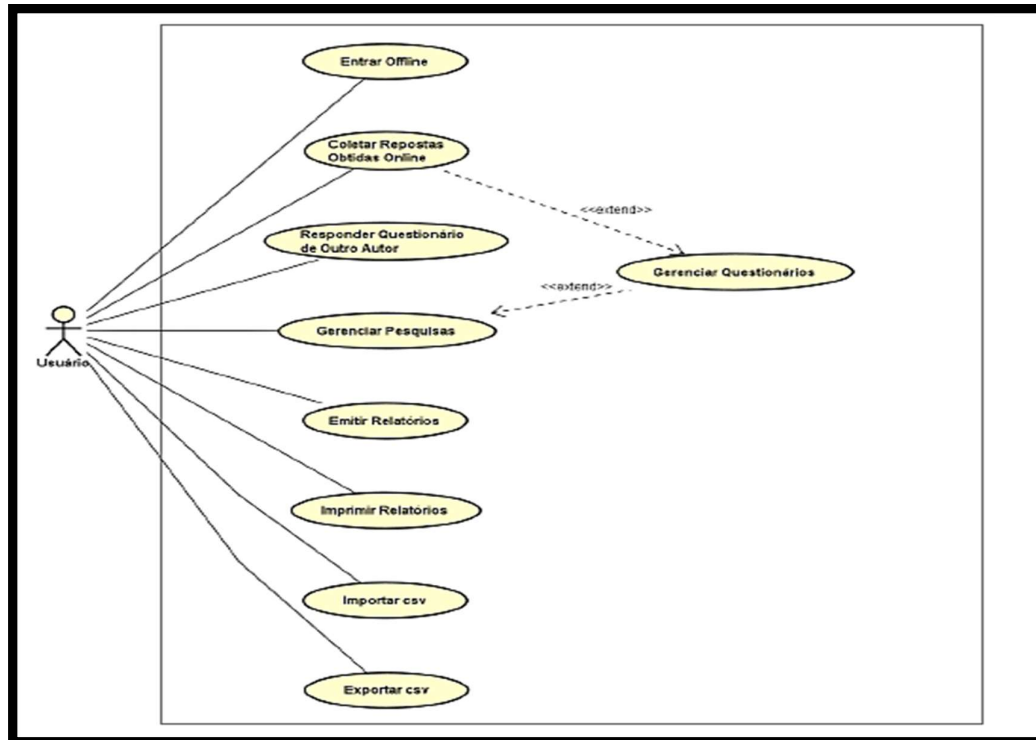 Entrar Offline
Coletar Repostas
Obtidas Online
<<extend>>
Responder Questionário
de Outro Autor
Gerenciar Questionários
<<extend>>
Gerenciar Pesquisas
Usuário
Emitir Relatórios
Imprimir Relatórios
Importar csv
Exportar csv